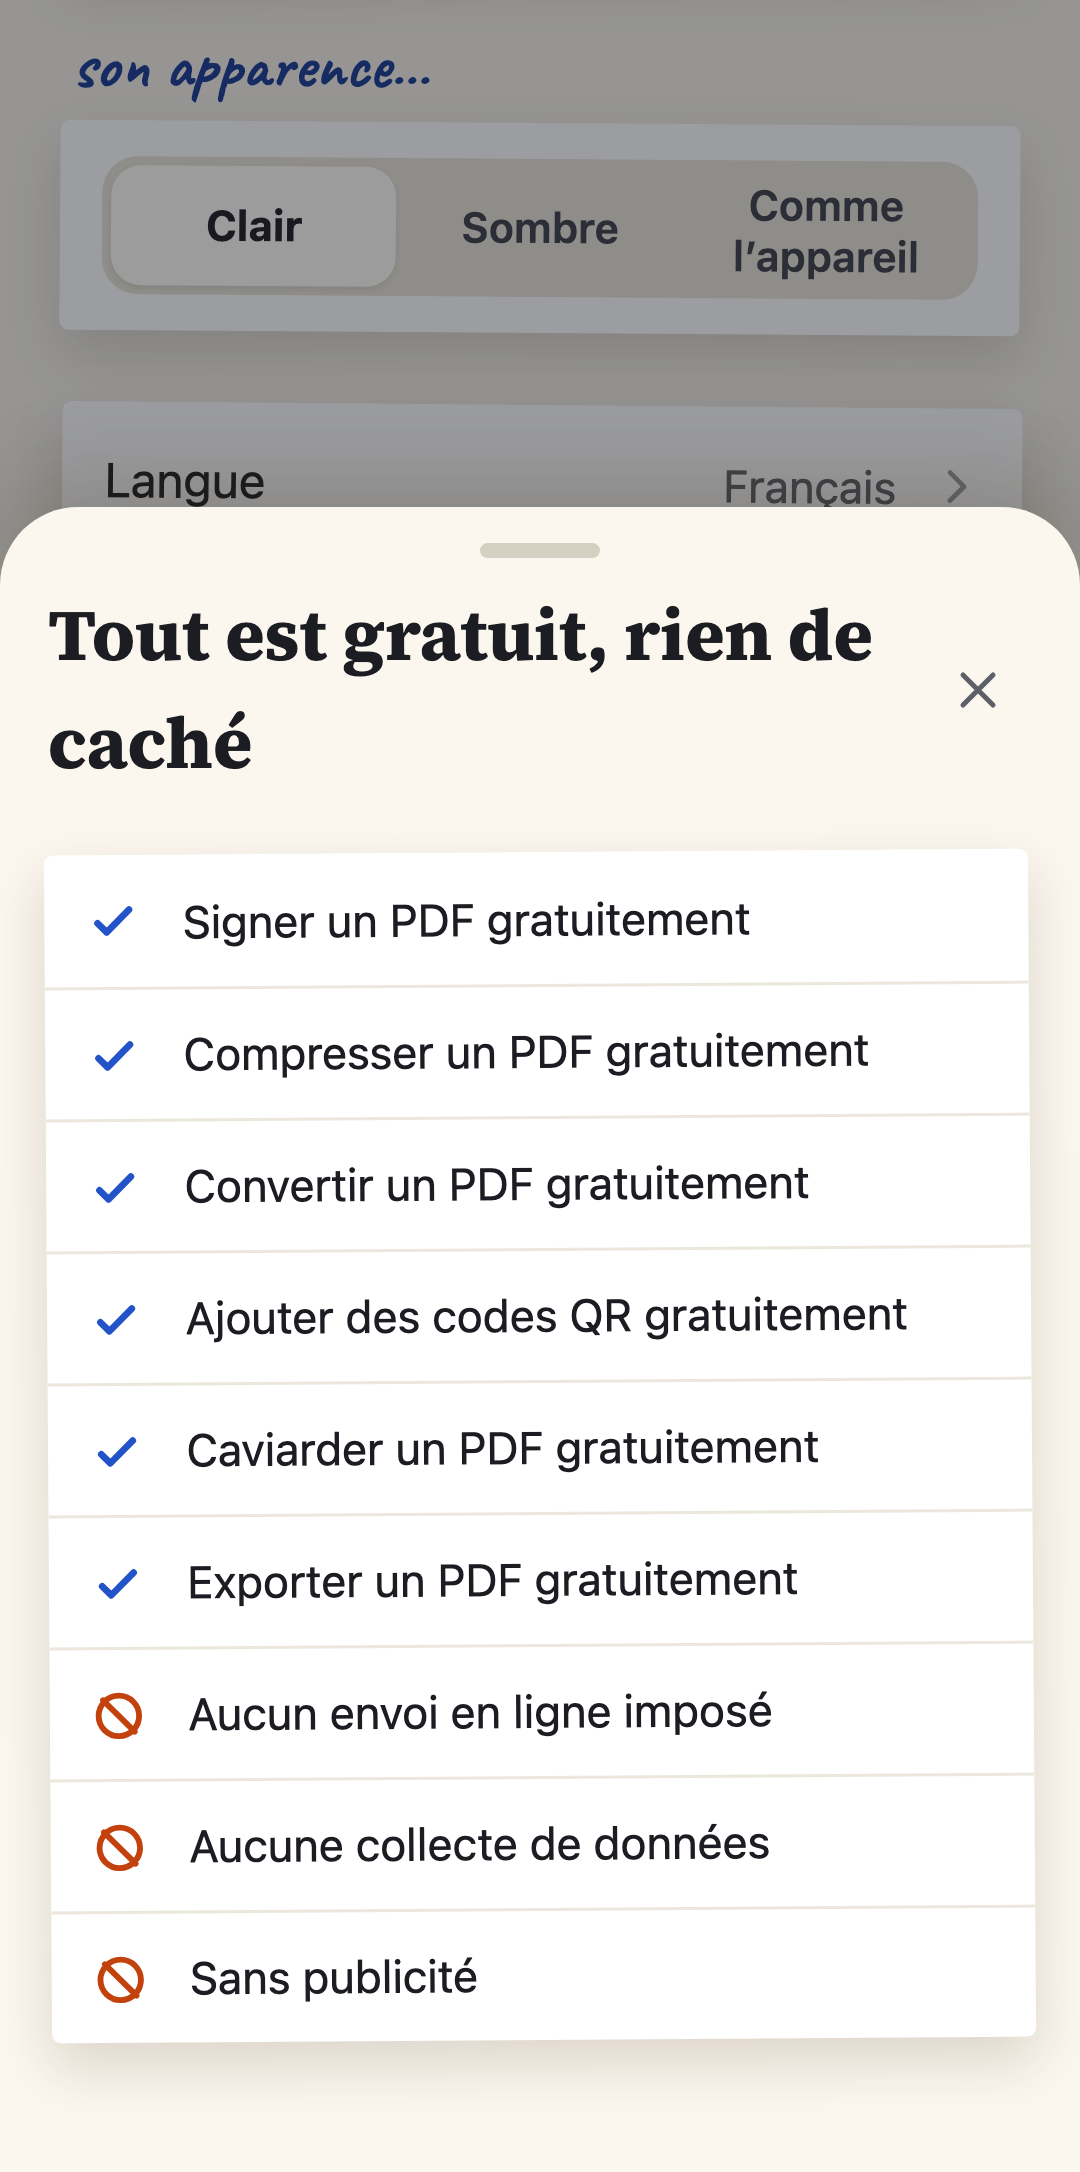 son apparence...
Clair
Sombre
Comme
l’appareil
Langue
Français
Tout est gratuit, rien de
caché
Signer un PDF gratuitement
Compresser un PDF gratuitement
Convertir un PDF gratuitement
Ajouter des codes QR gratuitement
Caviarder un PDF gratuitement
Exporter un PDF gratuitement
Aucun envoi en ligne imposé
Aucune collecte de données
Sans publicité